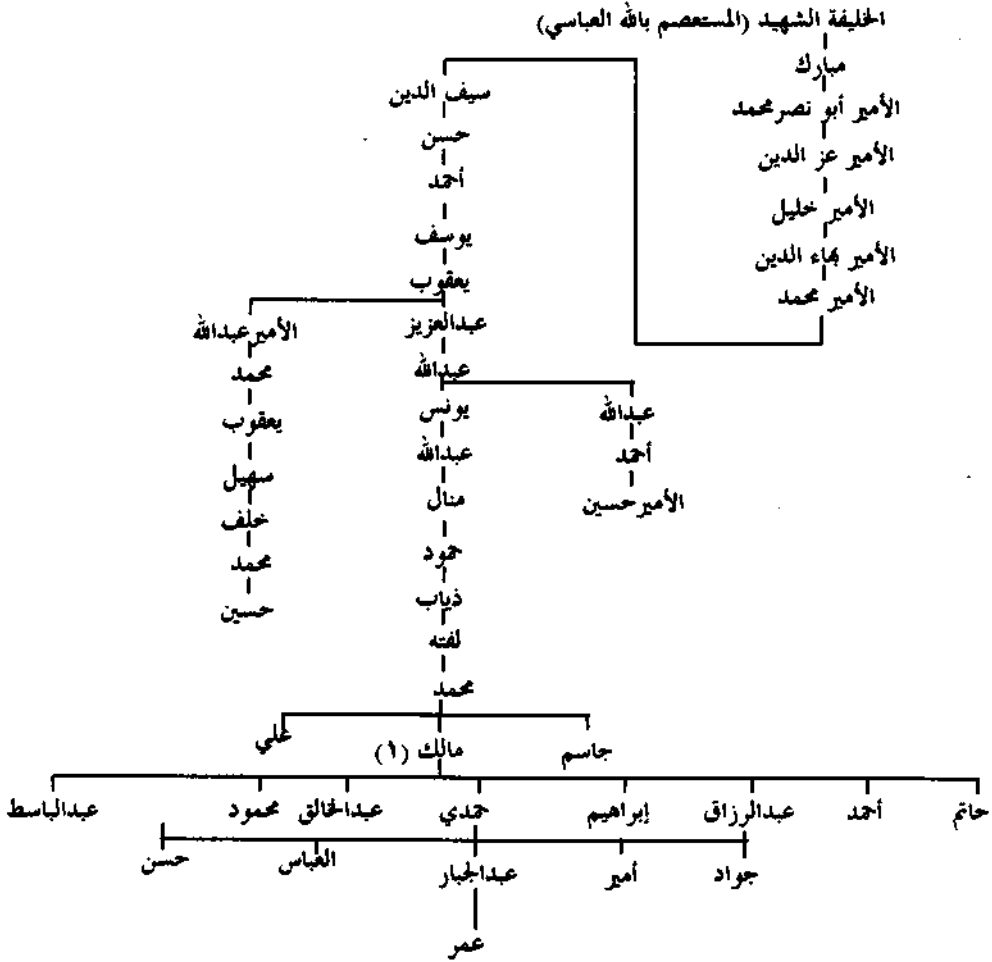 الخليفة الشهيد (المستعصم بالله العباسي)
مبارك
الأمير أبو نصر محمد
الأمير عز الدين
الأمير خليل
الأمير بهاء الدين
الأمير محمد
سيف الدين
حسن
أحمد
يوسف
يعقوب
عبدالعزيز
الأمير عبدالله
عبدالله
محمد
يعقوب
سهيل
خلف
محمد
حسين
عبدالله
أحمد
الأمير حسين
يونس
عبدالله
منال
حمود
ذياب
لفته
محمد
جاسم مالك (١) علي
حاتم أحمد عبدالرزاق إبراهيم حمدي عبدالخالق محمود عبدالباسط
جواد أمير عبدالجبار العباس حسن
عمر